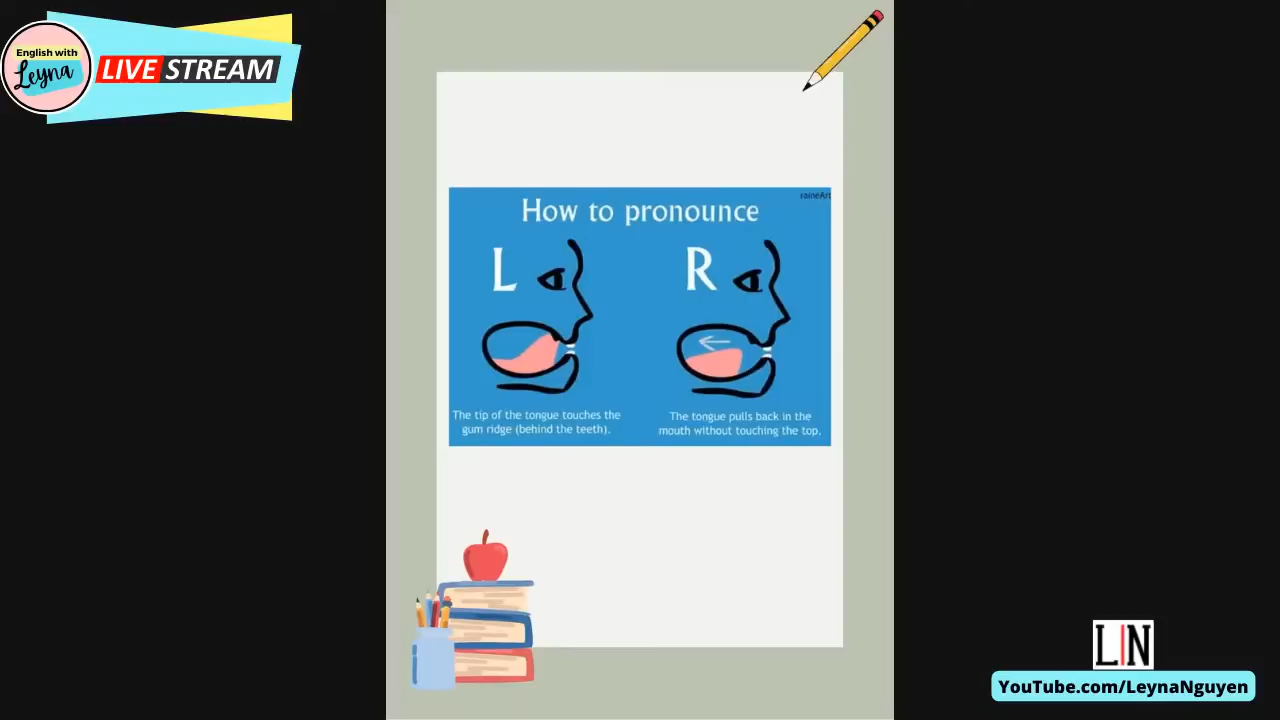 English with
Leyna
LIVE STREAM
raineArt
How to pronounce
L
R
The tip of the tongue touches the
gum ridge (behind the teeth).
The tongue pulls back in the
mouth without touching the top.
LIN
YouTube.com/LeynaNguyen